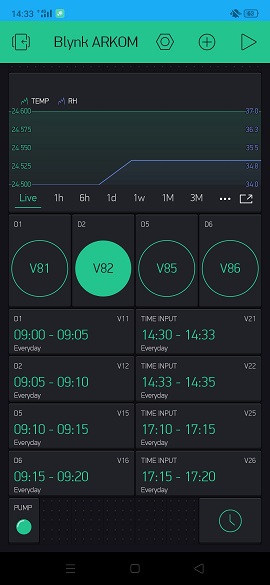 14:33
Blynk ARKOM
TEMP RH
24.600 37.0
24.575 36.3
24.550 35.5
24.525 34.8
24.500 34.0
Live 1h 6h 1d 1w 1M 3M
D1 D2 D5 D6
V81 V82 V85 V86
D1 V11 TIME INPUT V21
09:00 - 09:05 14:30 - 14:33
Everyday Everyday
D2 V12 TIME INPUT V22
09:05 - 09:10 14:33 - 14:35
Everyday Everyday
D5 V15 TIME INPUT V25
09:10 - 09:15 17:10 - 17:15
Everyday Everyday
D6 V16 TIME INPUT V26
09:15 - 09:20 17:15 - 17:20
Everyday Everyday
PUMP